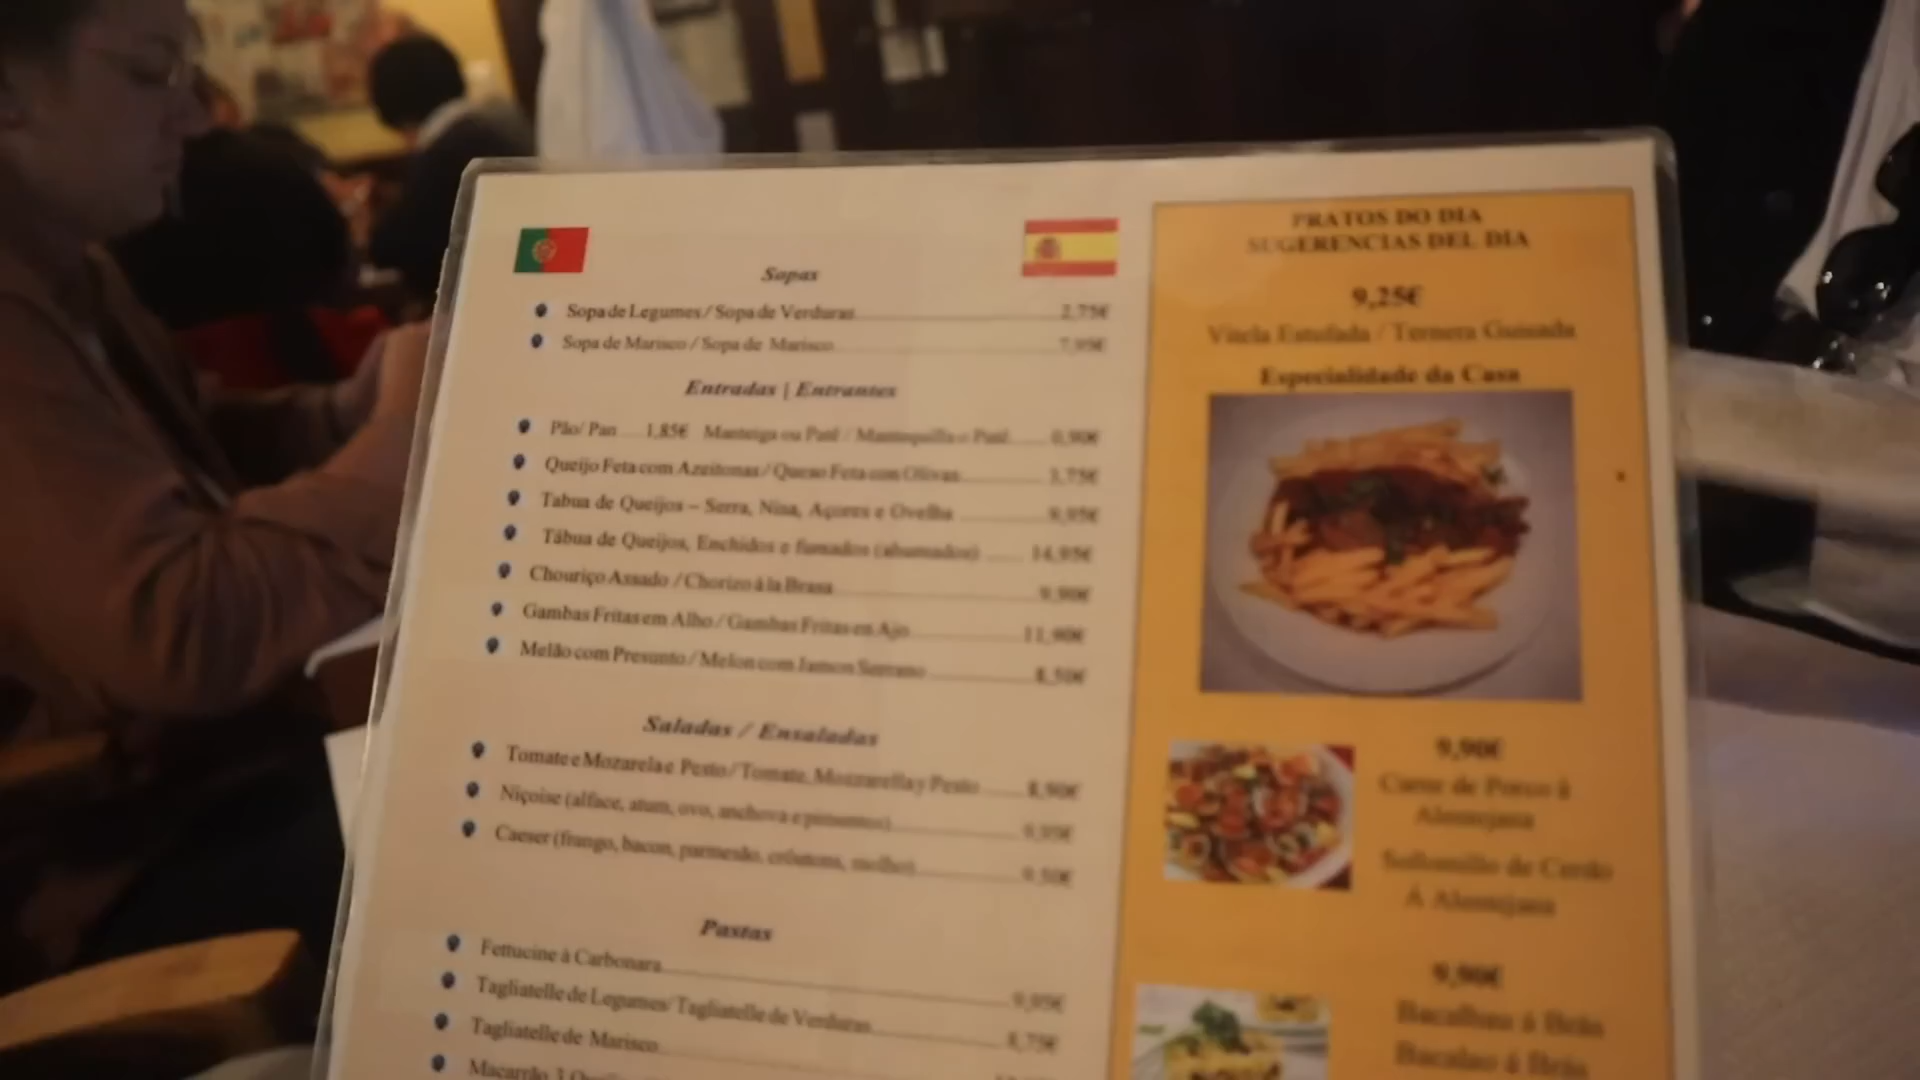 Sopas
Sopa de Legumes / Sopa de Verduras 2,75€
Sopa de Marisco / Sopa de Marisco 7,95€
Entradas | Entrantes
Pão/ Pan 1,85€ Manteiga ou Paté / Mantequilla o Paté 0,90€
Queijo Feta com Azeitonas / Queso Feta con Olivas 3,75€
Tabua de Queijos – Serra, Nisa, Açores e Ovelha 9,95€
Tábua de Queijos, Enchidos e fumados (ahumados) 14,95€
Chouriço Assado / Chorizo à la Brasa 9,90€
Gambas Fritas em Alho / Gambas Fritas en Ajo 11,90€
Melão com Presunto / Melon com Jamon Serrano 8,50€
Saladas / Ensaladas
Tomate e Mozarela e Pesto / Tomate, Mozzarella y Pesto 8,90€
Niçoise (alface, atum, ovo, anchova e pimentos) 9,95€
Caeser (frango, bacon, parmesão, crôutons, molho) 9,50€
Pastas
Fettucine à Carbonara 9,95€
Tagliatelle de Legumes/ Tagliatelle de Verduras 8,75€
Tagliatelle de Marisco
Macarrão 3
PRATOS DO DIA
SUGERENCIAS DEL DIA
9,25€
Vitela Estufada / Ternera Guisada
Especialidade da Casa
9,90€
Carne de Porco à
Alentejana
Solomillo de Cerdo
Á Alentejana
9,90€
Bacalhau á Brás
Bacalao á Brás